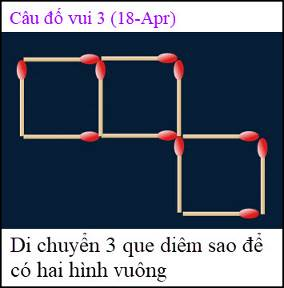 Câu đố vui 3 (18-Apr)
Di chuyển 3 que diêm sao để
có hai hình vuông